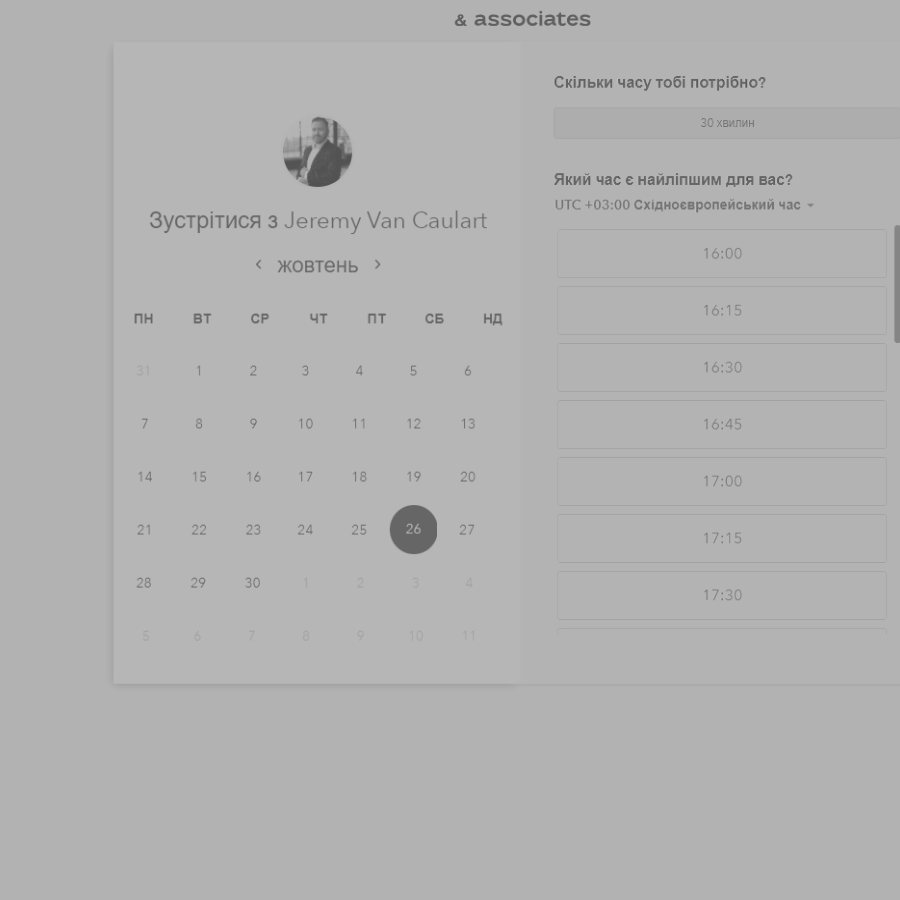 & associates
Зустрітися з Jeremy Van Caulart
‹ жовтень ›
ПН ВТ СР ЧТ ПТ СБ НД
31 1 2 3 4 5 6
7 8 9 10 11 12 13
14 15 16 17 18 19 20
21 22 23 24 25 26 27
28 29 30 1 2 3 4
5 6 7 8 9 10 11
Скільки часу тобі потрібно?
30 хвилин
Який час є найліпшим для вас?
UTC +03:00 Східноєвропейський час
16:00
16:15
16:30
16:45
17:00
17:15
17:30